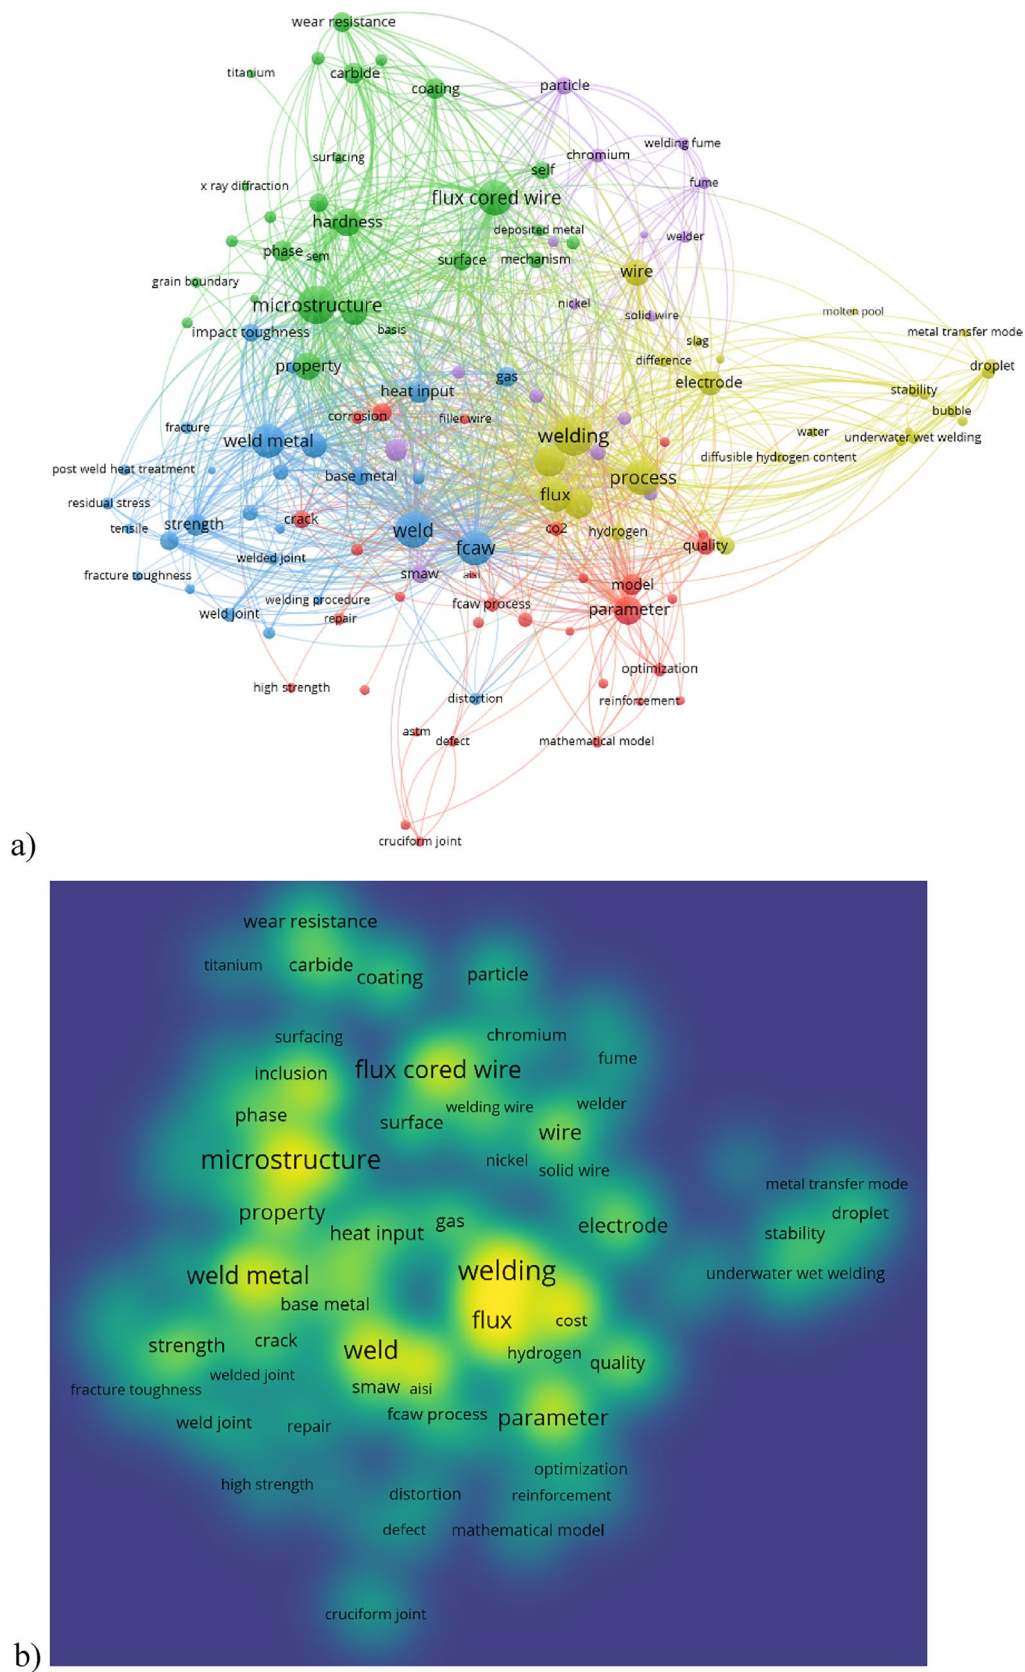 wear resistance
titanium
carbide
coating
particle
surfacing
chromium
welding fume
self
fume
x ray diffraction
flux cored wire
hardness
deposited metal
welder
phase
sem
surface
mechanism
wire
grain boundary
microstructure
nickel
solid wire
molten pool
impact toughness
basis
slag
metal transfer mode
property
difference
droplet
heat input
gas
electrode
stability
corrosion
filler wire
bubble
fracture
weld metal
welding
water
underwater wet welding
post weld heat treatment
base metal
process
diffusible hydrogen content
residual stress
flux
tensile
strength
crack
weld
co2
hydrogen
fcaw
quality
welded joint
fracture toughness
smaw
aisi
model
weld joint
welding procedure
repair
fcaw process
parameter
high strength
distortion
optimization
reinforcement
astm
defect
mathematical model
cruciform joint
a)
wear resistance
titanium
carbide
coating
particle
surfacing
chromium
inclusion
flux cored wire
fume
phase
surface
welding wire
welder
wire
microstructure
nickel
solid wire
metal transfer mode
property
heat input
gas
electrode
droplet
stability
weld metal
welding
underwater wet welding
base metal
flux
cost
strength
crack
weld
hydrogen
quality
fracture toughness
welded joint
smaw
aisi
weld joint
repair
fcaw process
parameter
high strength
distortion
optimization
reinforcement
defect
mathematical model
cruciform joint
b)